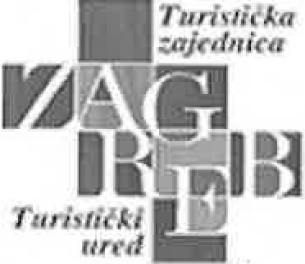 Turistička
zajednica
ZAGREB
Turistički
ured